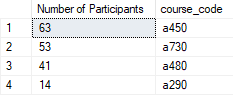 Number of Participants course_code
1 63 a450
2 53 a730
3 41 a480
4 14 a290